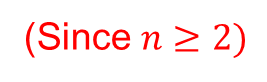 (Since 𝑛 ≥ 2)